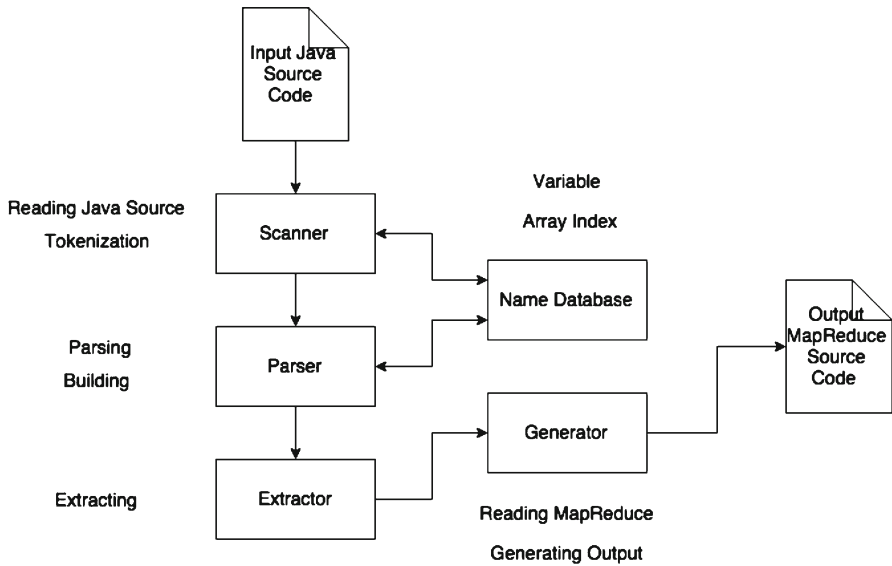 Input Java
Source
Code
Reading Java Source
Tokenization
Scanner
Variable
Array Index
Name Database
Parsing
Building
Parser
Extracting
Extractor
Generator
Reading MapReduce
Generating Output
Output
MapReduce
Source
Code